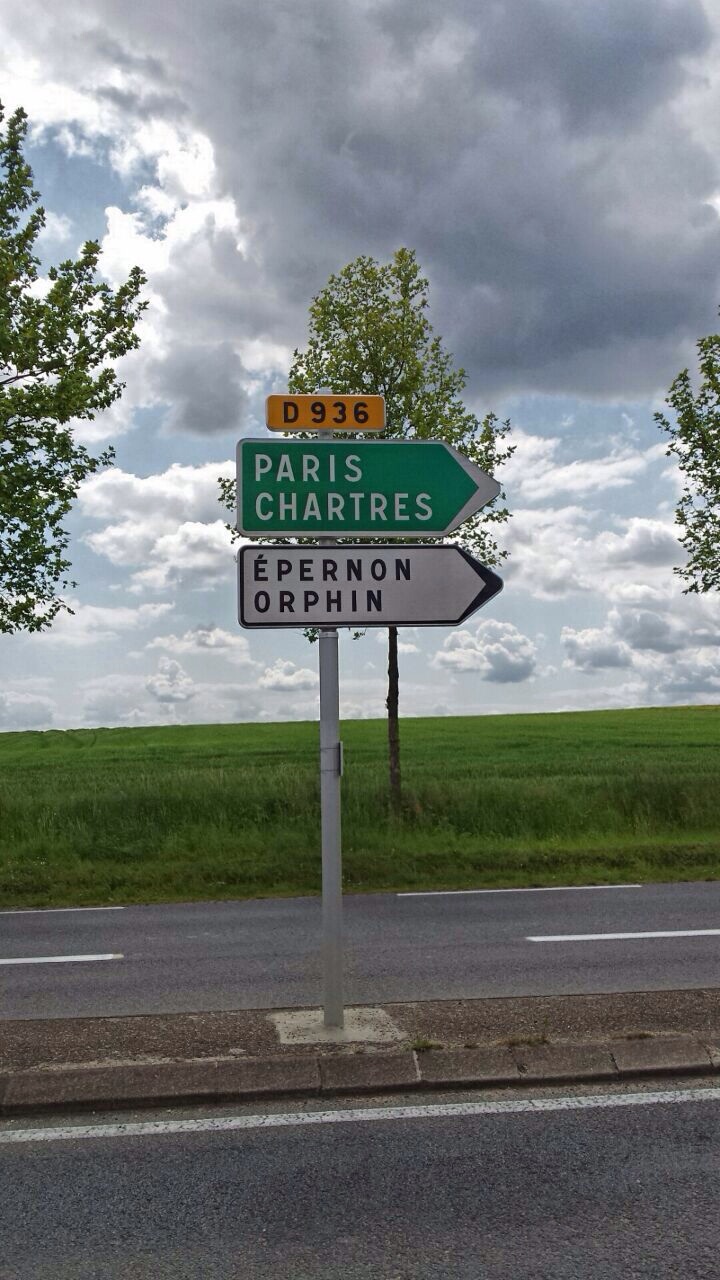 D 936
PARIS
CHARTRES
ÉPERNON
ORPHIN